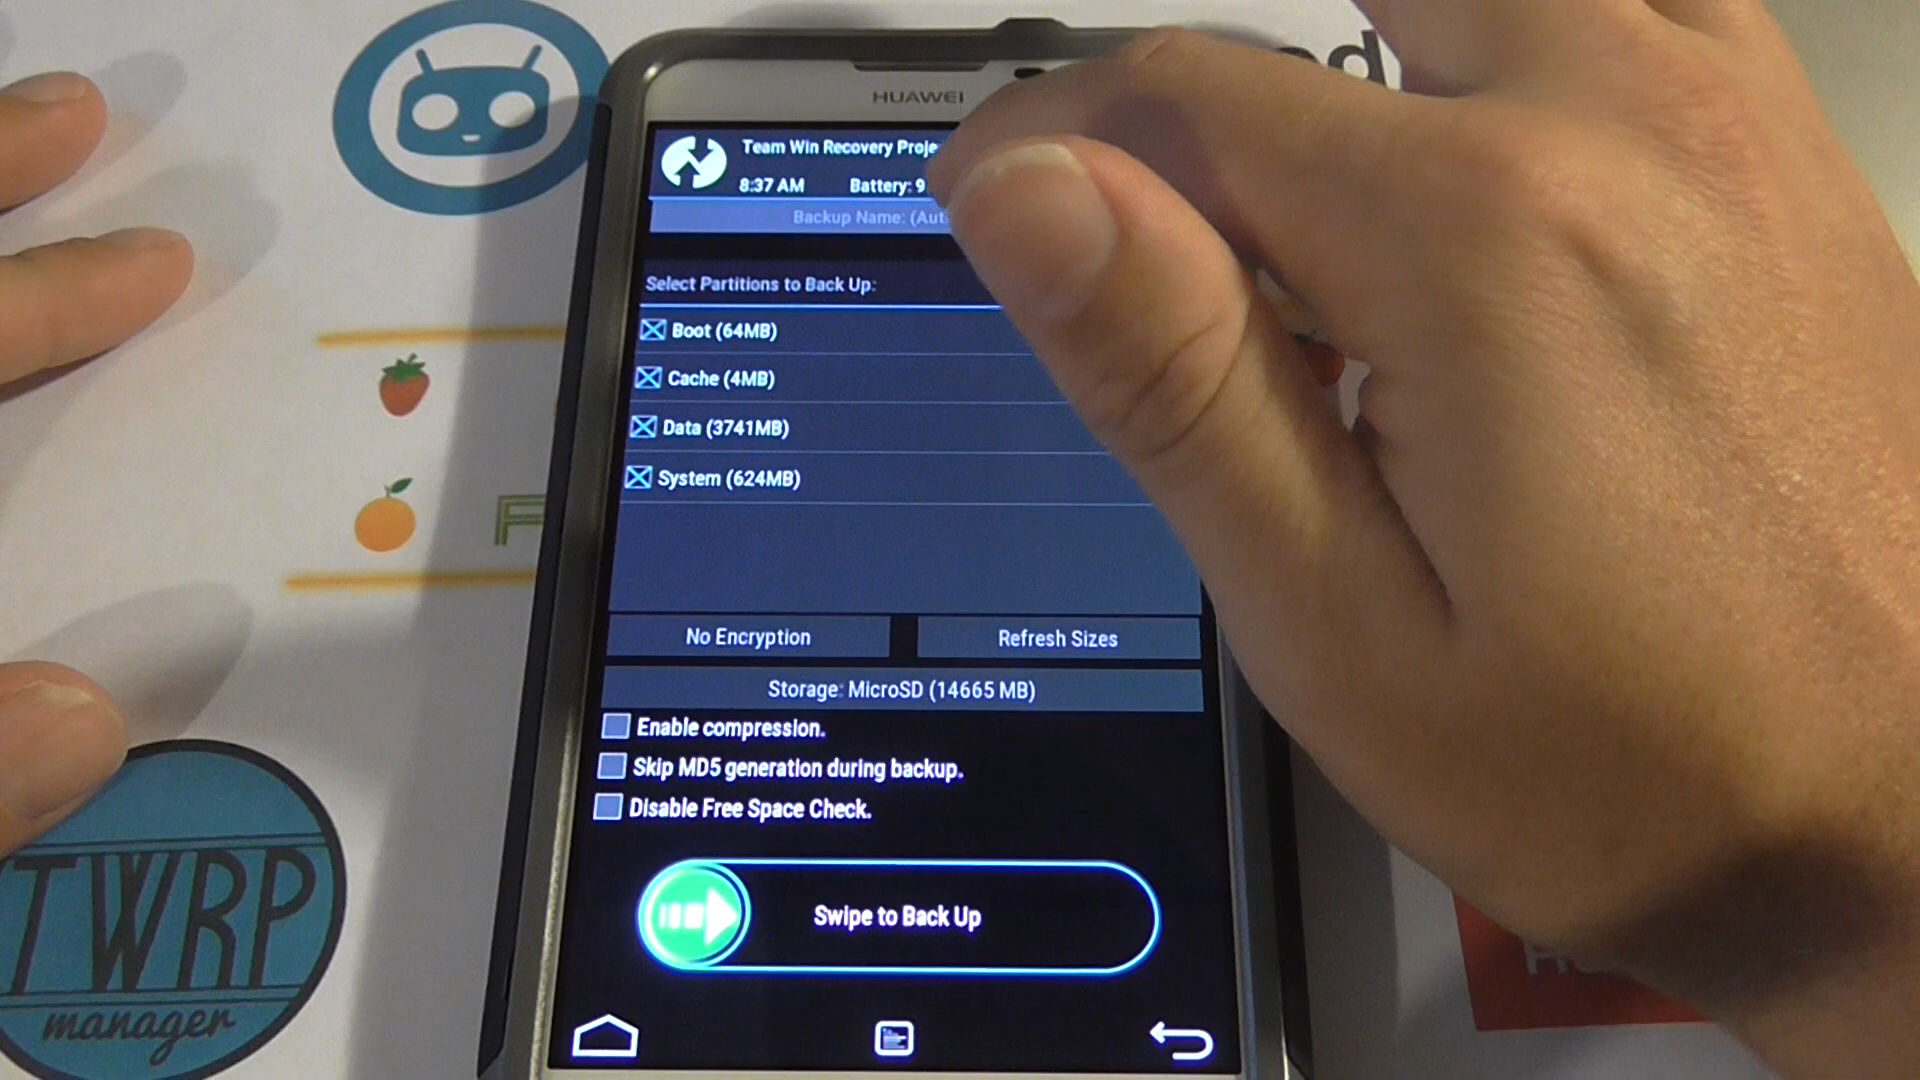 HUAWEI
Team Win Recovery
8:37 AM Battery: 9
Backup Name:
Select Partitions to Back Up:
Boot (64MB)
Cache (4MB)
Data (3741MB)
System (624MB)
No Encryption Refresh Sizes
Storage: MicroSD (14665 MB)
Enable compression.
Skip MD5 generation during backup.
Disable Free Space Check.
Swipe to Back Up
TWRP
manager